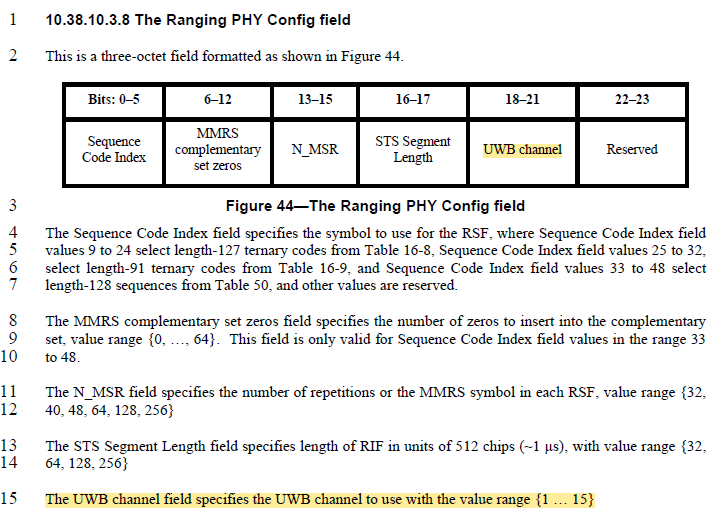 1 10.38.10.3.8 The Ranging PHY Config field
2 This is a three-octet field formatted as shown in Figure 44.
Bits: 0–5 6–12 13–15 16–17 18–21 22–23
Sequence Code Index
MMRS complementary set zeros
N_MSR
STS Segment Length
UWB channel
Reserved
3 Figure 44—The Ranging PHY Config field
4 The Sequence Code Index field specifies the symbol to use for the RSF, where Sequence Code Index field
5 values 9 to 24 select length-127 ternary codes from Table 16-8, Sequence Code Index field values 25 to 32,
6 select length-91 ternary codes from Table 16-9, and Sequence Code Index field values 33 to 48 select
7 length-128 sequences from Table 50, and other values are reserved.
8 The MMRS complementary set zeros field specifies the number of zeros to insert into the complementary
9 set, value range {0, …, 64}. This field is only valid for Sequence Code Index field values in the range 33
10 to 48.
11 The N_MSR field specifies the number of repetitions or the MMRS symbol in each RSF, value range {32,
12 40, 48, 64, 128, 256}
13 The STS Segment Length field specifies length of RIF in units of 512 chips (~1 µs), with value range {32,
14 64, 128, 256}
15 The UWB channel field specifies the UWB channel to use with the value range {1 … 15}